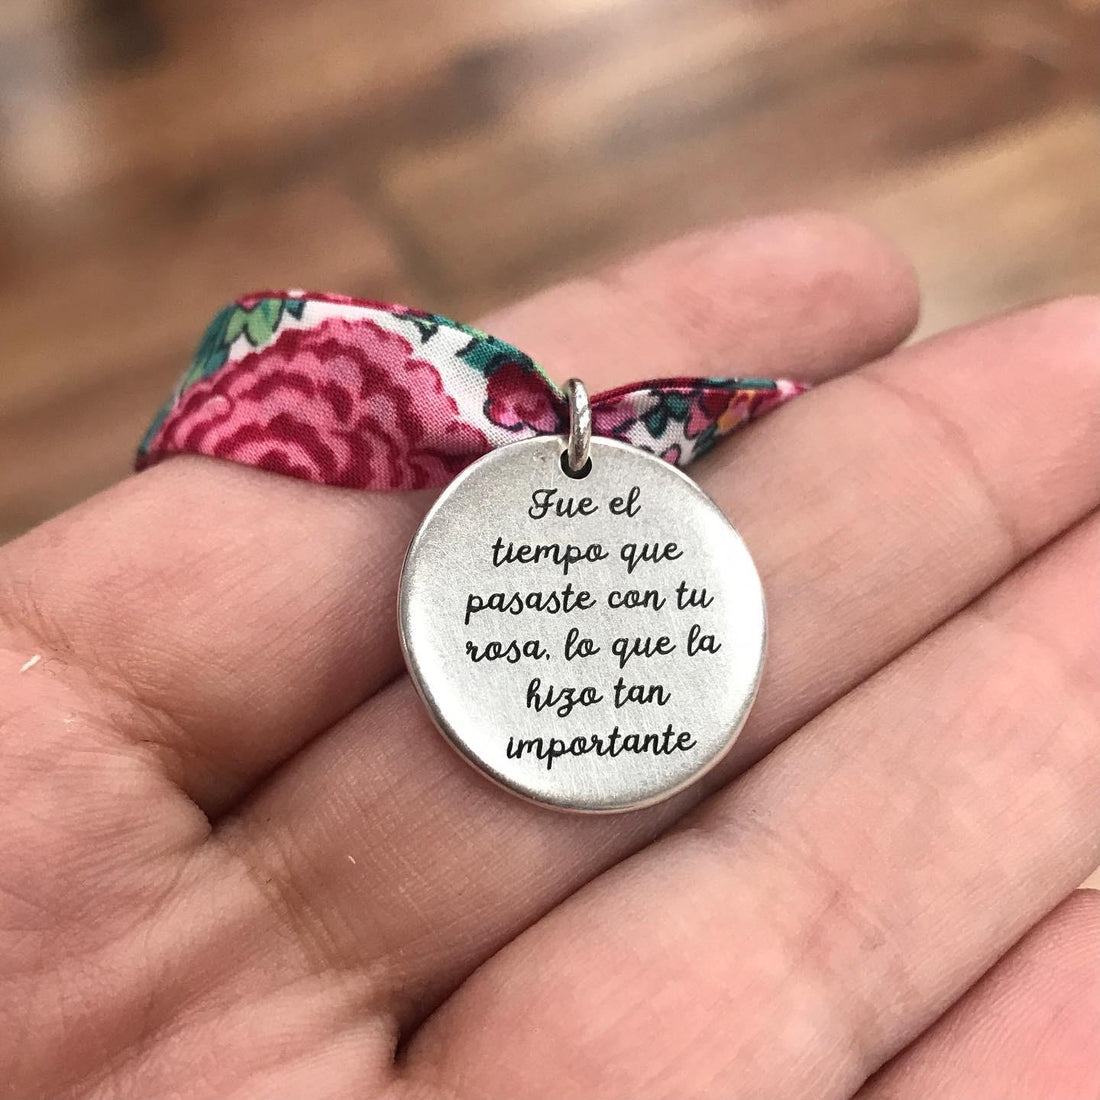 Fue el
tiempo que
pasaste con tu
rosa, lo que la
hizo tan
importante